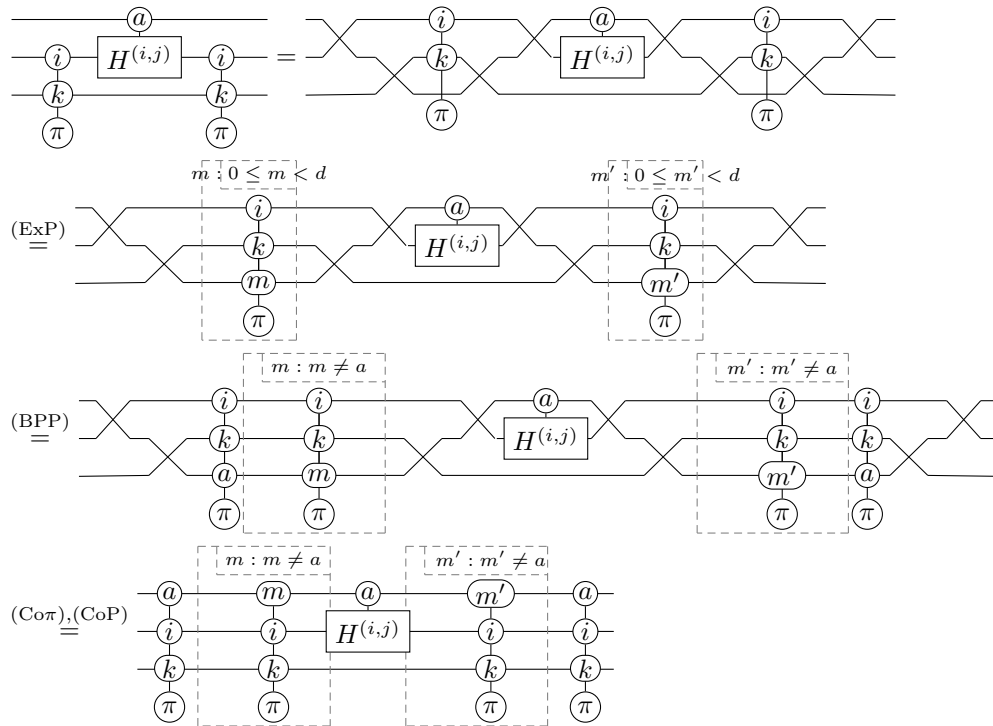 a a
i H^{(i,j)} i = i k H^{(i,j)} i k
k k
π π π π
m : 0 ≤ m < d m′ : 0 ≤ m′ < d
(ExP) = i a i
k H^{(i,j)} k
m m′
π π
m : m ≠ a m′ : m′ ≠ a
(BPP) = i i a i i
k k H^{(i,j)} k k
a m m′ a
π π π π
m : m ≠ a m′ : m′ ≠ a
(Coπ),(CoP) = a m a m′ a
i i H^{(i,j)} i i
k k k k
π π π π